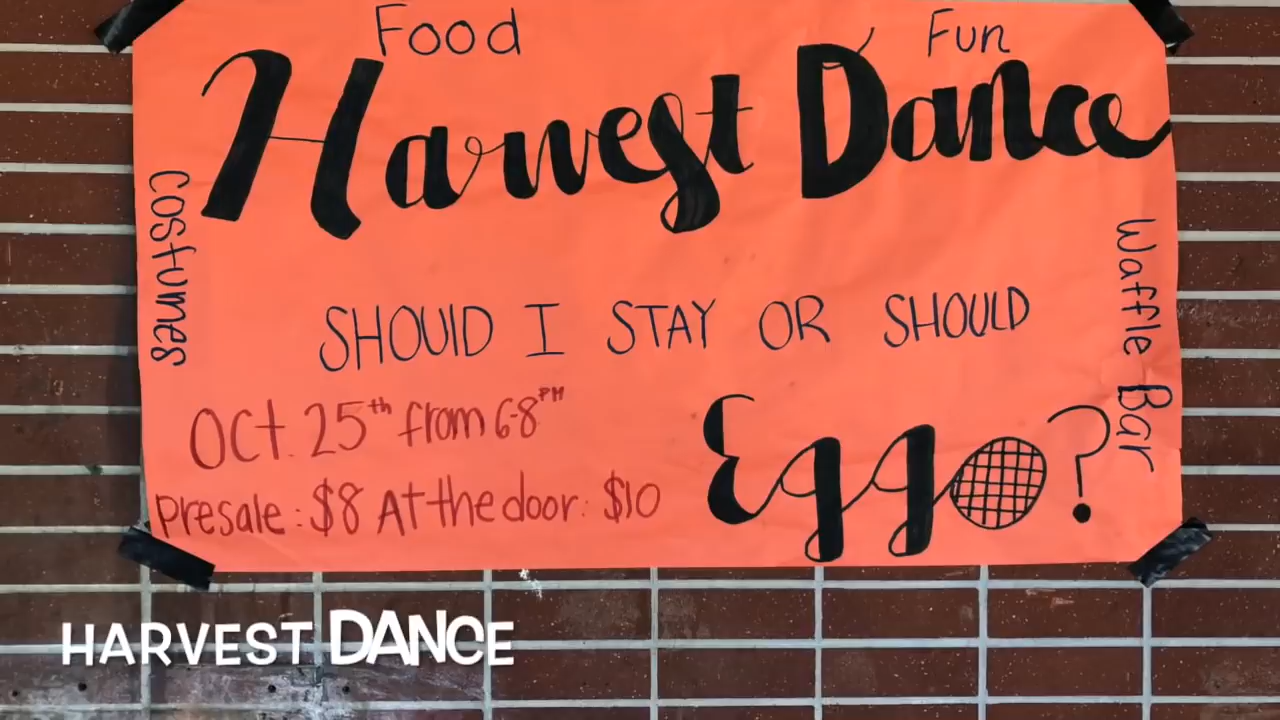 Food
Fun
Harvest Dance
Costumes
Waffle Bar
SHOULD I STAY OR SHOULD
Eggo?
Oct. 25th from 6-8PM
Presale: $8 At the door: $10
HARVEST DANCE